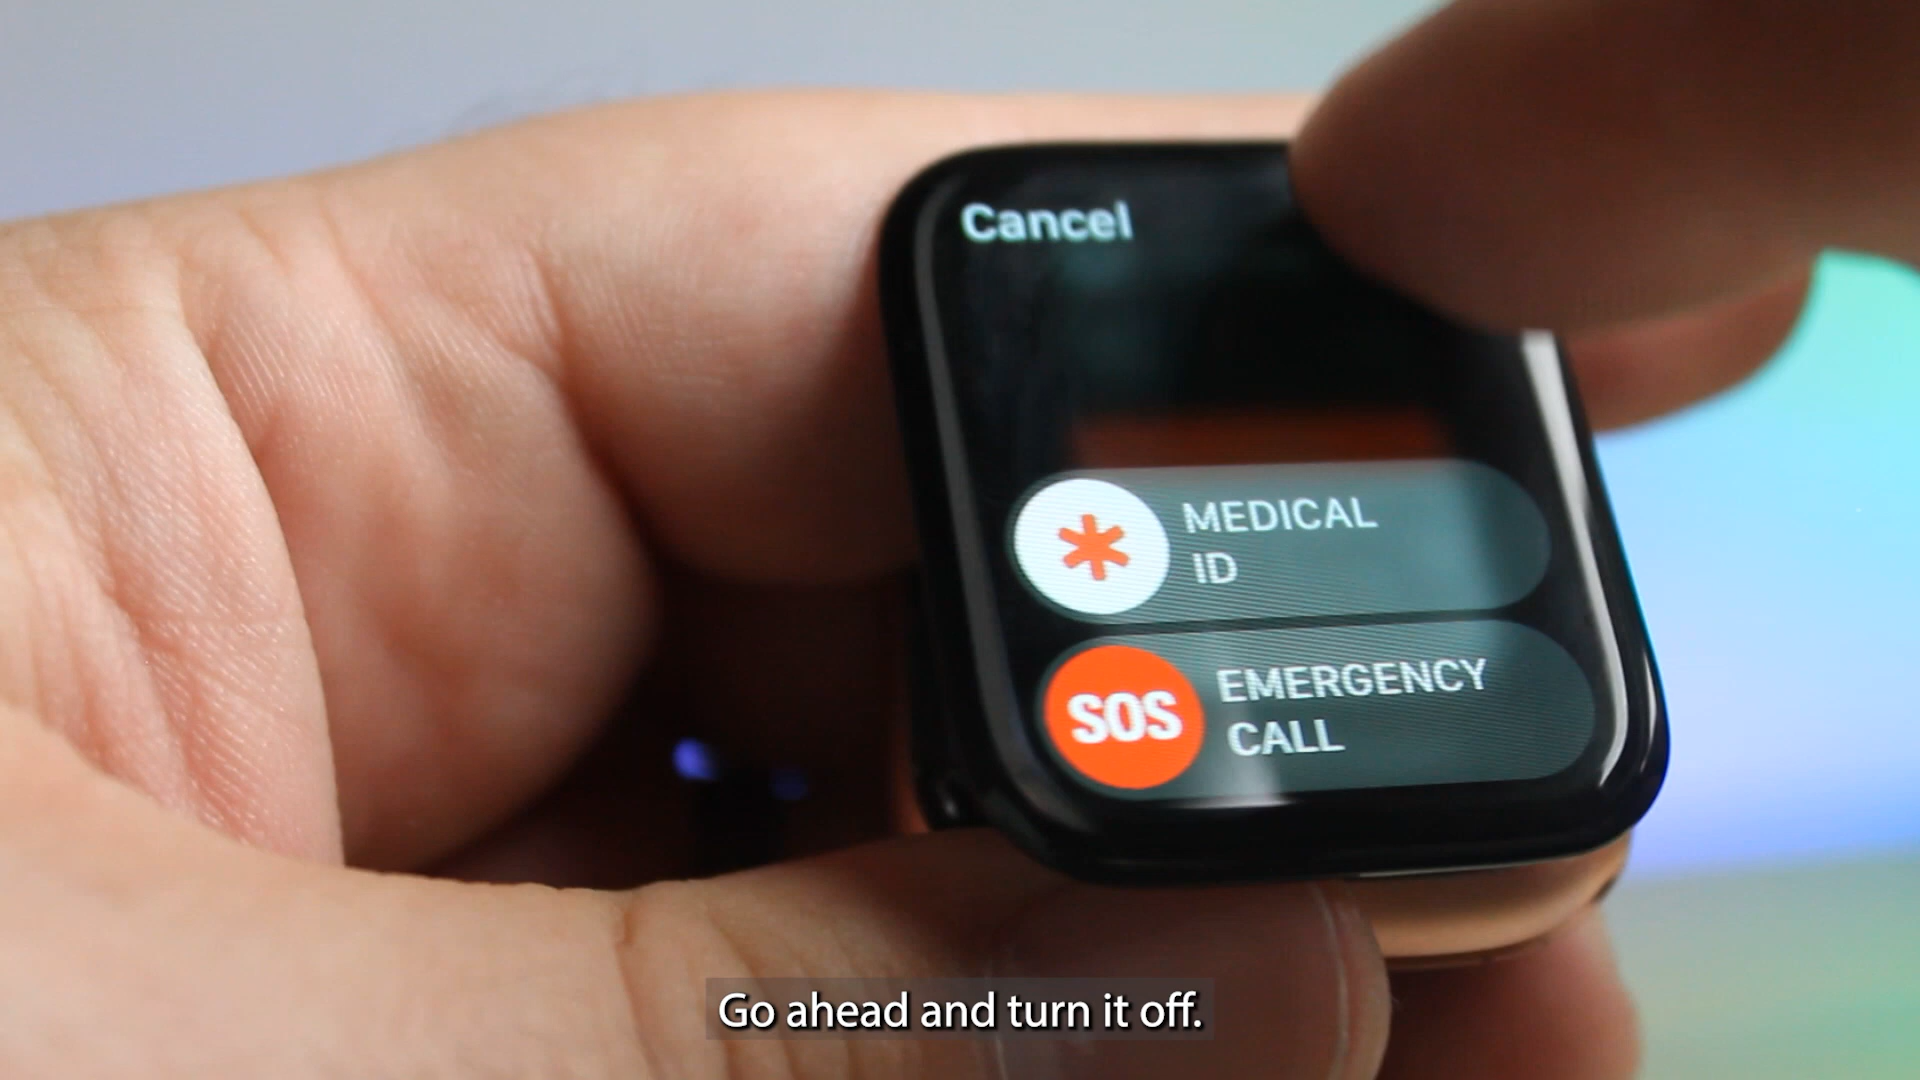 Cancel
MEDICAL
ID
SOS
EMERGENCY
CALL
Go ahead and turn it off.